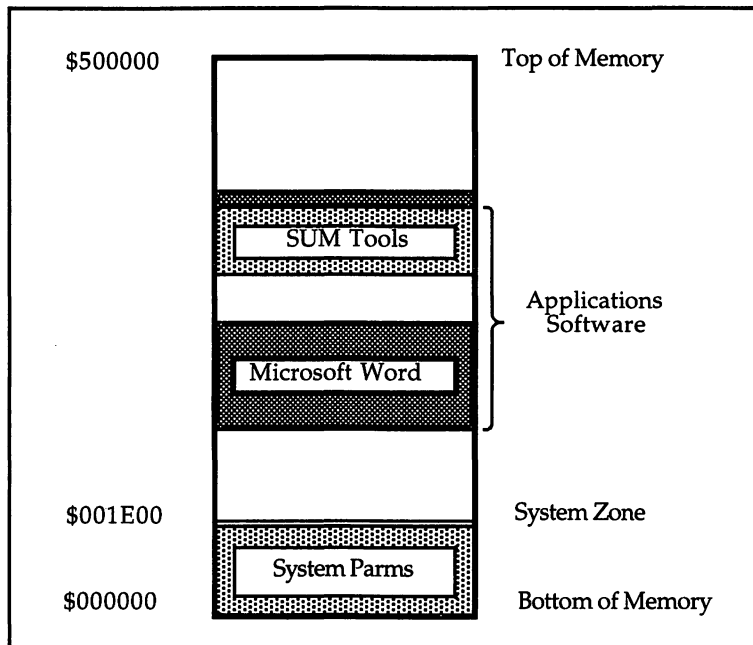 $500000
Top of Memory
SUM Tools
Applications
Software
Microsoft Word
$001E00
System Zone
System Parms
$000000
Bottom of Memory